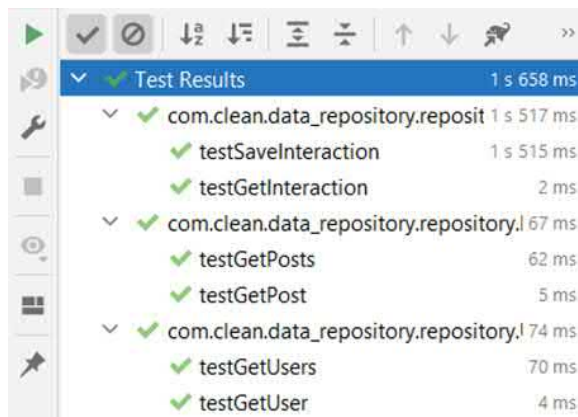 Test Results 1 s 658 ms
com.clean.data_repository.reposit 1 s 517 ms
testSaveInteraction 1 s 515 ms
testGetInteraction 2 ms
com.clean.data_repository.repository. 67 ms
testGetPosts 62 ms
testGetPost 5 ms
com.clean.data_repository.repository. 74 ms
testGetUsers 70 ms
testGetUser 4 ms